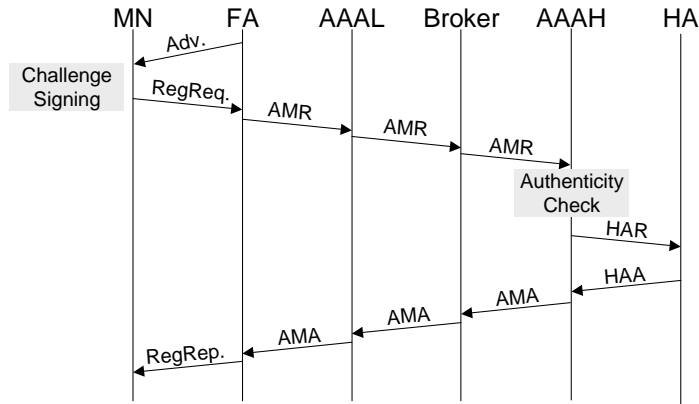 MN FA AAAL Broker AAAH HA
Adv.
Challenge
Signing
RegReq.
AMR
AMR
AMR
Authenticity
Check
HAR
HAA
AMA
AMA
AMA
RegRep.